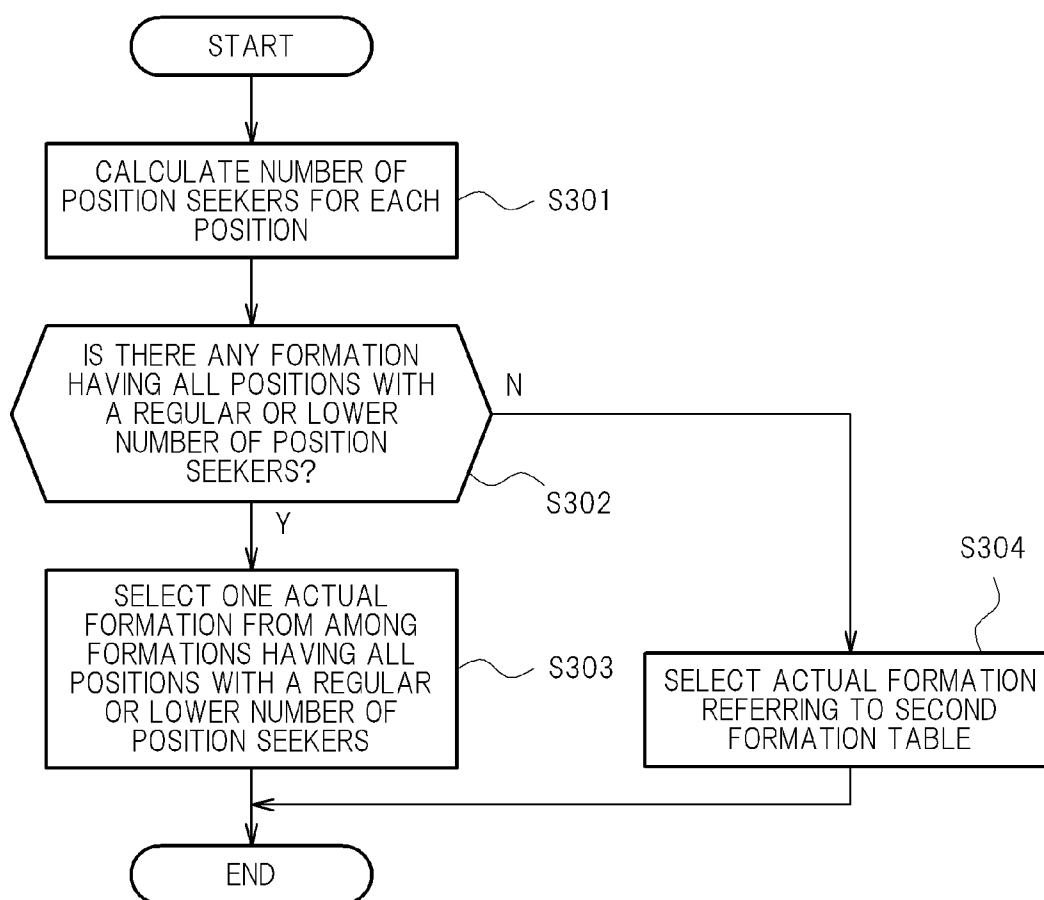 START
CALCULATE NUMBER OF
POSITION SEEKERS FOR EACH
POSITION
S301
IS THERE ANY FORMATION
HAVING ALL POSITIONS WITH
A REGULAR OR LOWER
NUMBER OF POSITION
SEEKERS?
N
S302
Y
S304
SELECT ONE ACTUAL
FORMATION FROM AMONG
FORMATIONS HAVING ALL
POSITIONS WITH A REGULAR
OR LOWER NUMBER OF
POSITION SEEKERS
S303
SELECT ACTUAL FORMATION
REFERRING TO SECOND
FORMATION TABLE
END